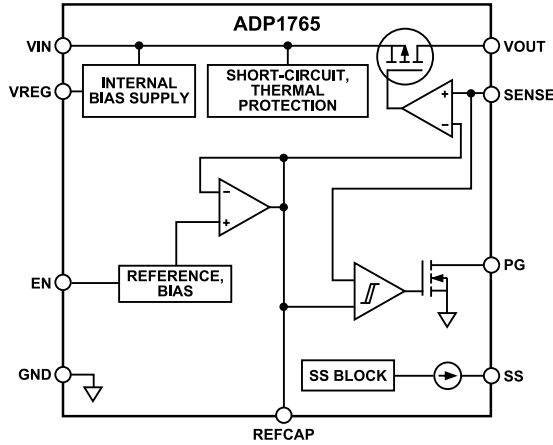 ADP1765
VIN
VOUT
INTERNAL
BIAS SUPPLY
SHORT-CIRCUIT,
THERMAL
PROTECTION
VREG
SENSE
+
−
−
+
EN
REFERENCE,
BIAS
PG
GND
SS BLOCK
SS
REFCAP